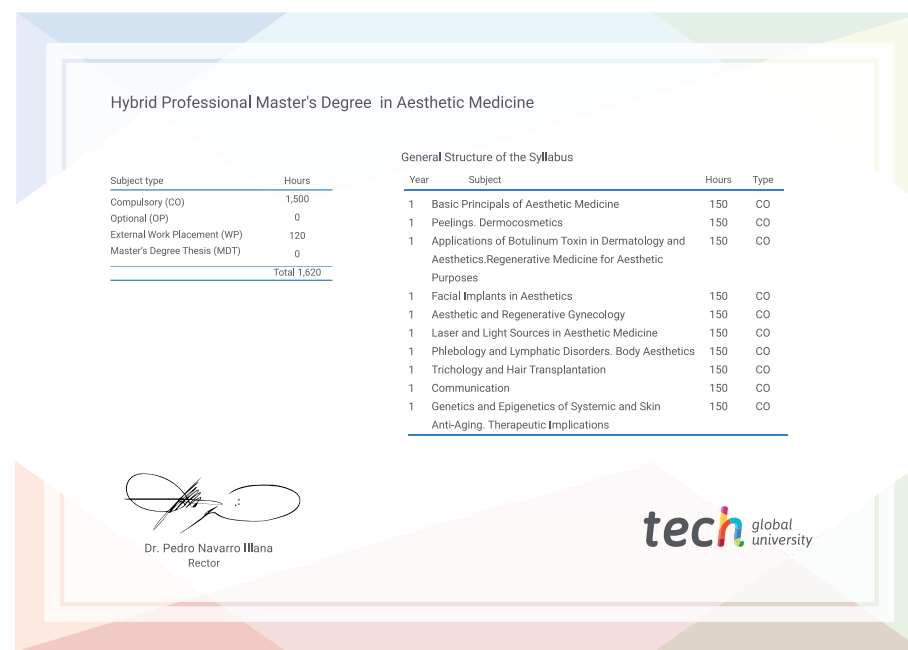 Hybrid Professional Master's Degree in Aesthetic Medicine
Subject type Hours
Compulsory (CO) 1,500
Optional (OP) 0
External Work Placement (WP) 120
Master's Degree Thesis (MDT) 0
Total 1,620
General Structure of the Syllabus
Year Subject Hours Type
1 Basic Principals of Aesthetic Medicine 150 CO
1 Peelings. Dermocosmetics 150 CO
1 Applications of Botulinum Toxin in Dermatology and 150 CO
Aesthetics.Regenerative Medicine for Aesthetic
Purposes
1 Facial Implants in Aesthetics 150 CO
1 Aesthetic and Regenerative Gynecology 150 CO
1 Laser and Light Sources in Aesthetic Medicine 150 CO
1 Phlebology and Lymphatic Disorders. Body Aesthetics 150 CO
1 Trichology and Hair Transplantation 150 CO
1 Communication 150 CO
1 Genetics and Epigenetics of Systemic and Skin 150 CO
Anti-Aging. Therapeutic Implications
Dr. Pedro Navarro Illana
Rector
tech global
university